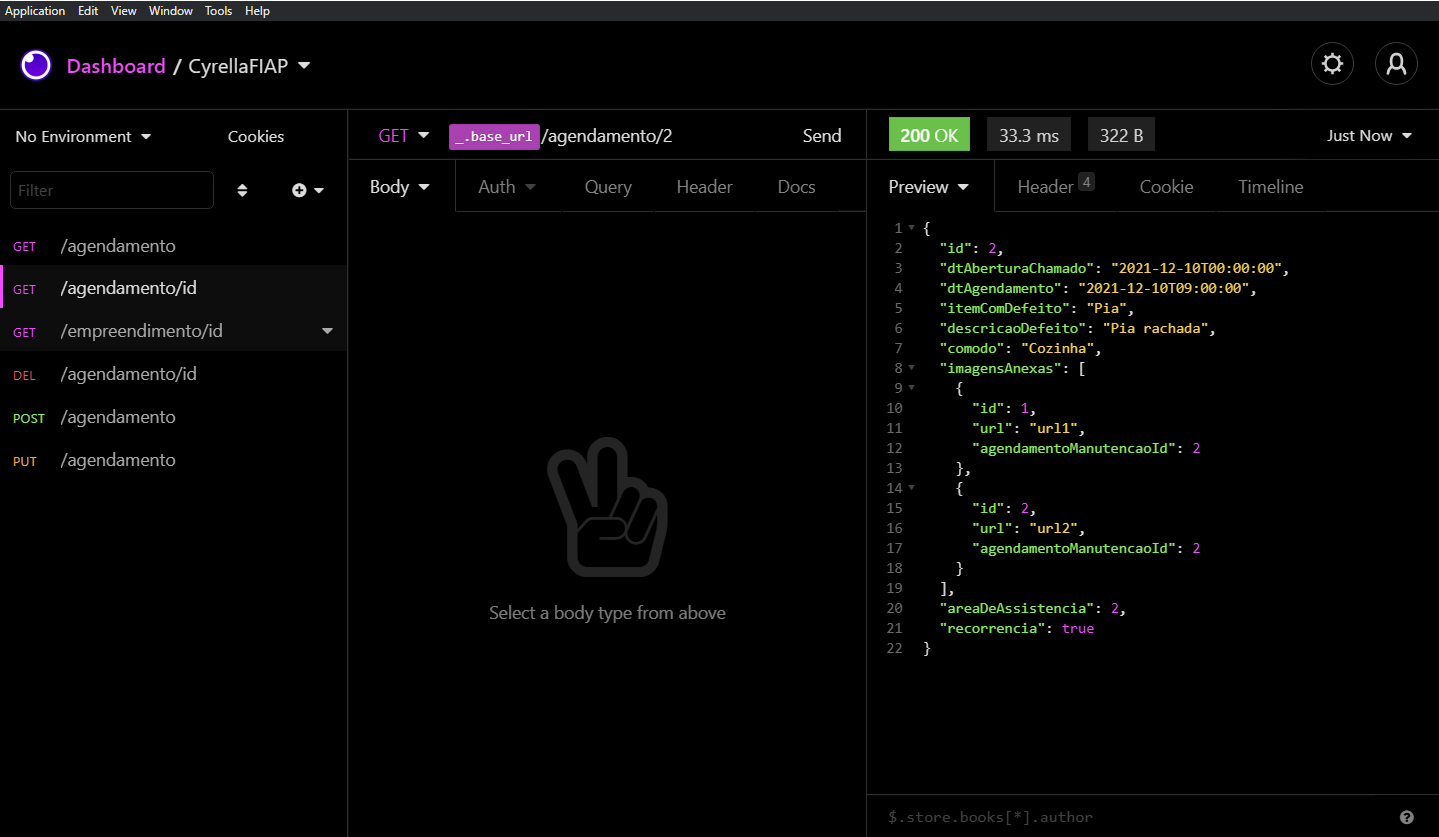 Application Edit View Window Tools Help
Dashboard / CyrellaFIAP
No Environment Cookies
Filter
GET /agendamento
GET /agendamento/id
GET /empreendimento/id
DEL /agendamento/id
POST /agendamento
PUT /agendamento
GET _.base_url /agendamento/2 Send
Body Auth Query Header Docs
Select a body type from above
200 OK 33.3 ms 322 B Just Now
Preview Header 4 Cookie Timeline
1 {
2 "id": 2,
3 "dtAberturaChamado": "2021-12-10T00:00:00",
4 "dtAgendamento": "2021-12-10T09:00:00",
5 "itemComDefeito": "Pia",
6 "descricaoDefeito": "Pia rachada",
7 "comodo": "Cozinha",
8 "imagensAnexas": [
9 {
10 "id": 1,
11 "url": "url1",
12 "agendamentoManutencaoId": 2
13 },
14 {
15 "id": 2,
16 "url": "url2",
17 "agendamentoManutencaoId": 2
18 }
19 ],
20 "areaDeAssistencia": 2,
21 "recorrencia": true
22 }
$.store.books[*].author